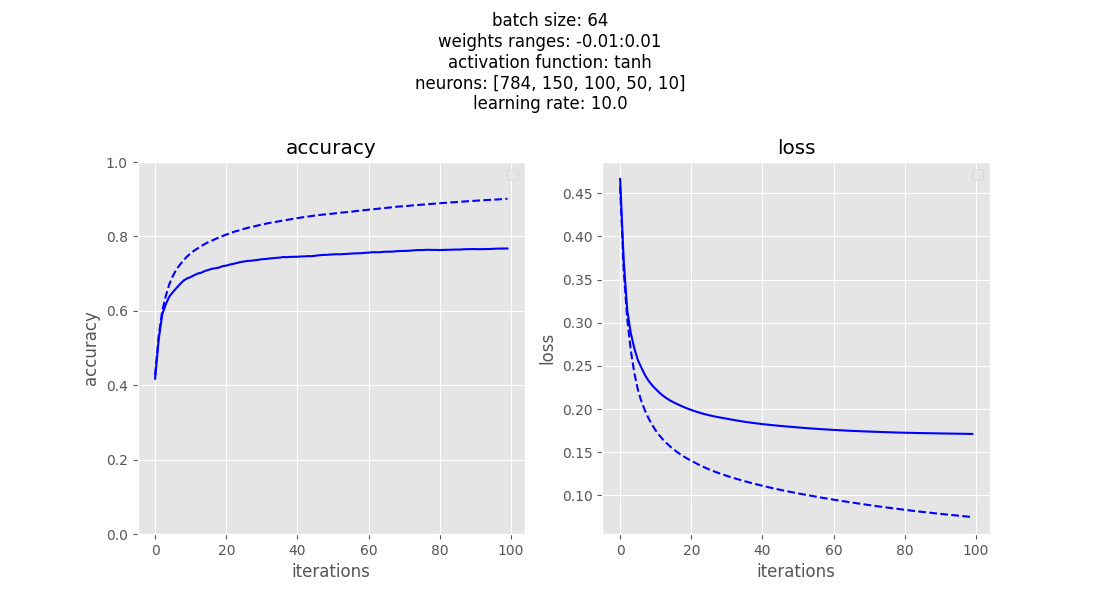 batch size: 64
weights ranges: -0.01:0.01
activation function: tanh
neurons: [784, 150, 100, 50, 10]
learning rate: 10.0
accuracy
1.0
0.8
0.6
0.4
0.2
0.0
accuracy
0 20 40 60 80 100
iterations
loss
0.45
0.40
0.35
0.30
0.25
0.20
0.15
0.10
loss
0 20 40 60 80 100
iterations